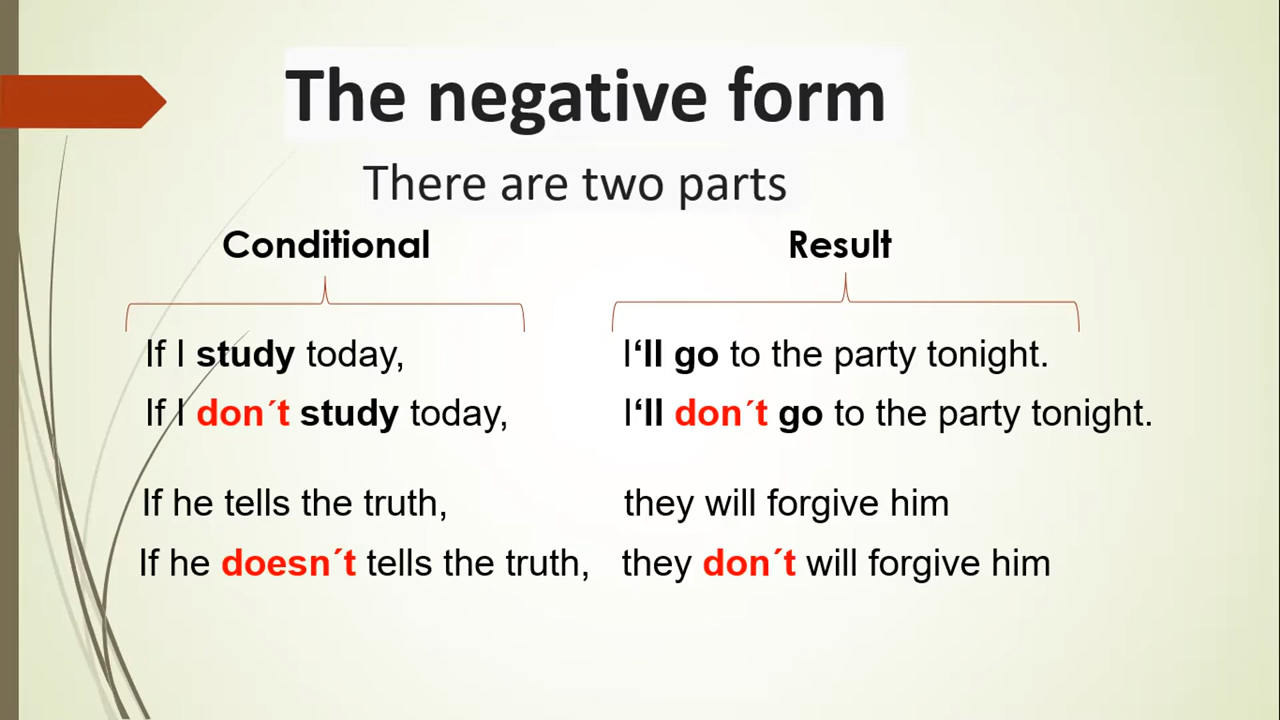 The negative form
There are two parts
Conditional Result
If I study today, I‘ll go to the party tonight.
If I don´t study today, I‘ll don´t go to the party tonight.
If he tells the truth, they will forgive him
If he doesn´t tells the truth, they don´t will forgive him